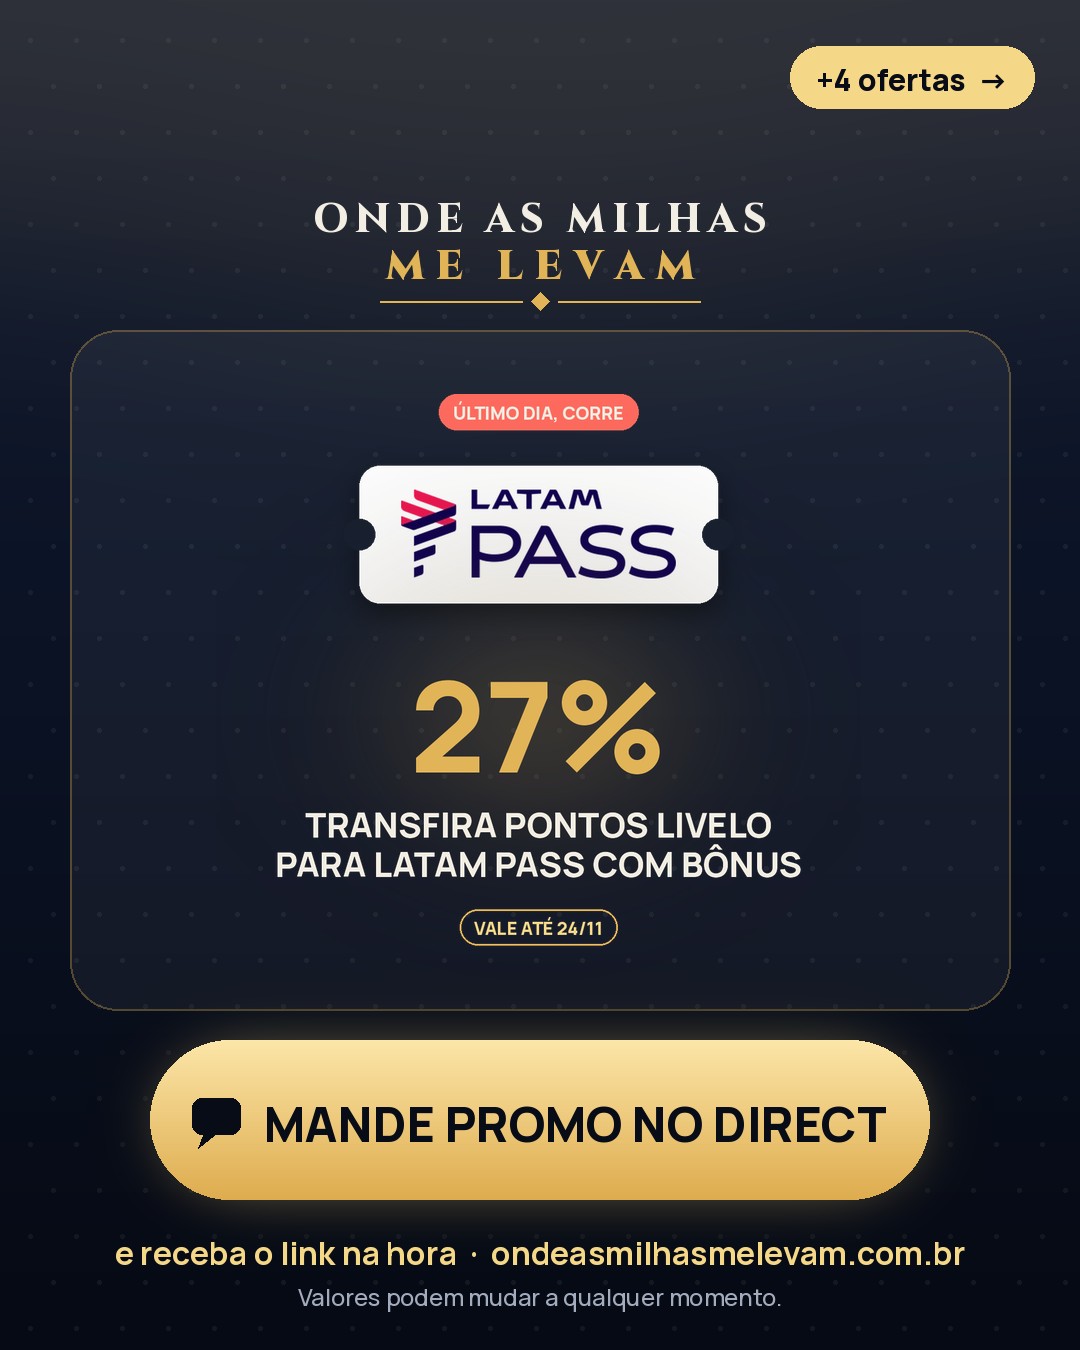 +4 ofertas →
ONDE AS MILHAS
ME LEVAM
ÚLTIMO DIA, CORRE
LATAM
PASS
27%
TRANSFIRA PONTOS LIVELO
PARA LATAM PASS COM BÔNUS
VALE ATÉ 24/11
MANDE PROMO NO DIRECT
e receba o link na hora · ondeasmilhasmelevam.com.br
Valores podem mudar a qualquer momento.